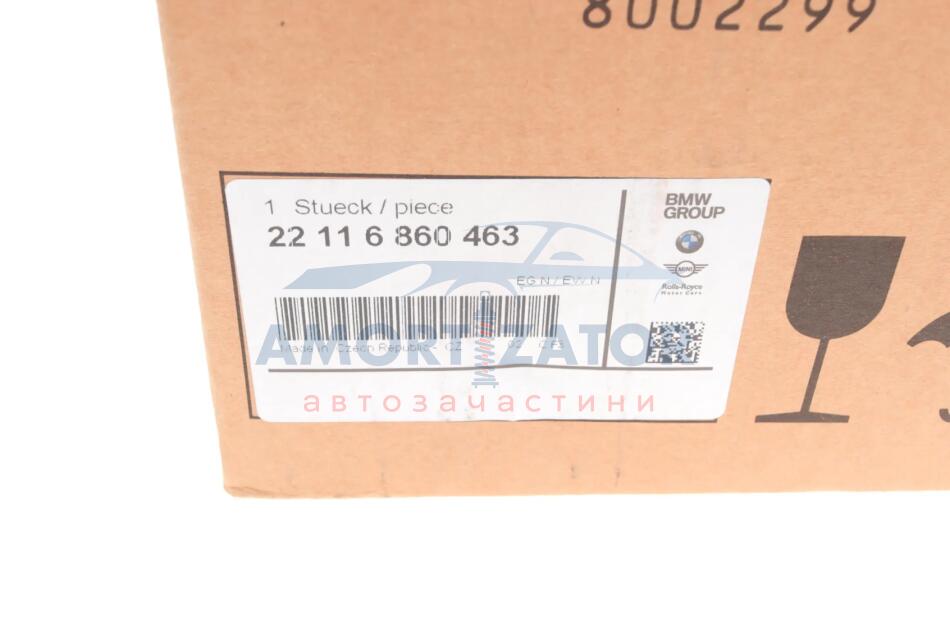 8002299
1 Stueck / piece
22 11 6 860 463
BMW
GROUP
EG N / EW N
MINI
Rolls-Royce
Motor Cars
AMORTIZATOR
Made in Czech Republic - CZ
автозачастини